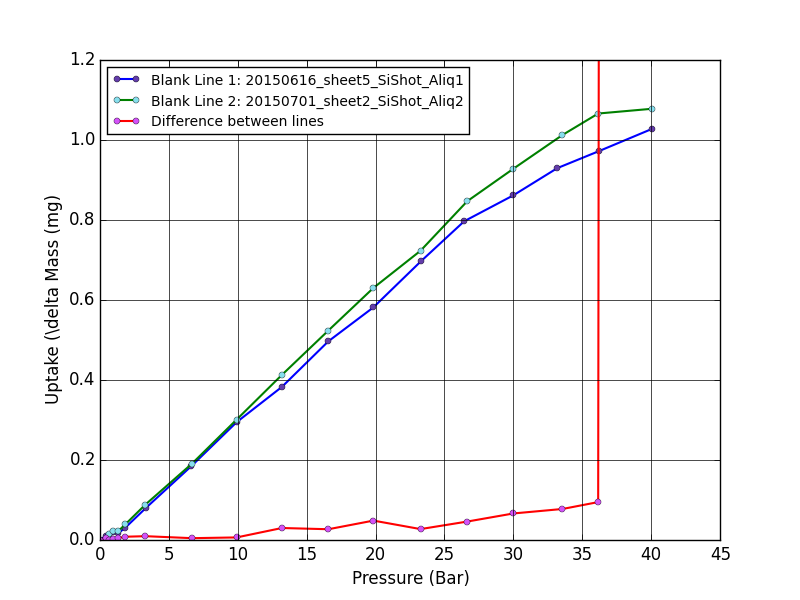 Blank Line 1: 20150616_sheet5_SiShot_Aliq1
Blank Line 2: 20150701_sheet2_SiShot_Aliq2
Difference between lines
1.2
1.0
0.8
0.6
0.4
0.2
0.0
Uptake (\delta Mass (mg)
0 5 10 15 20 25 30 35 40 45
Pressure (Bar)